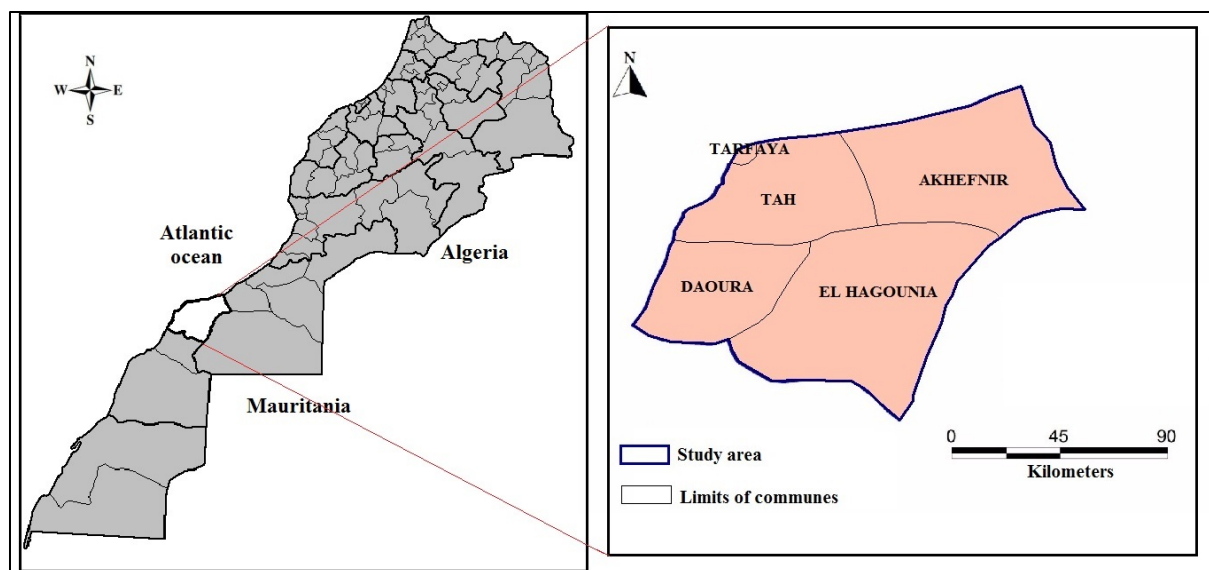 N
W E
S
Atlantic
ocean
Algeria
Mauritania
N
TARFAYA
TAH
AKHEFNIR
DAOURA
EL HAGOUNIA
0 45 90
Kilometers
Study area
Limits of communes